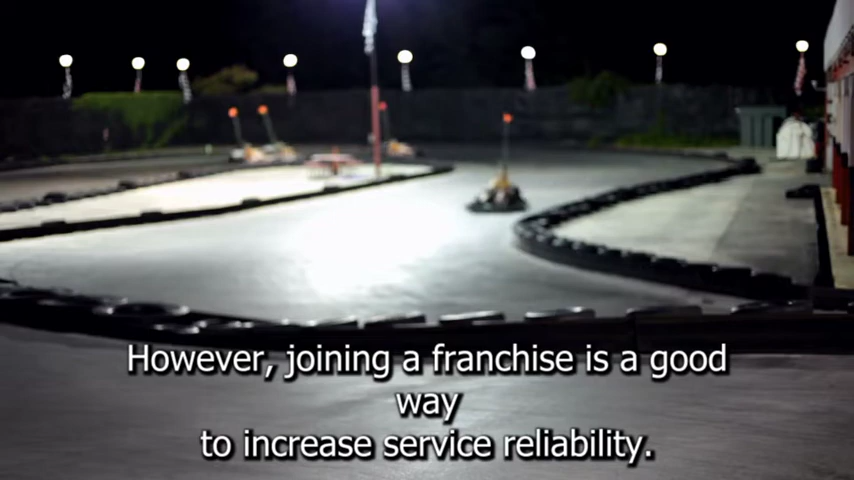 However, joining a franchise is a good
way
to increase service reliability.